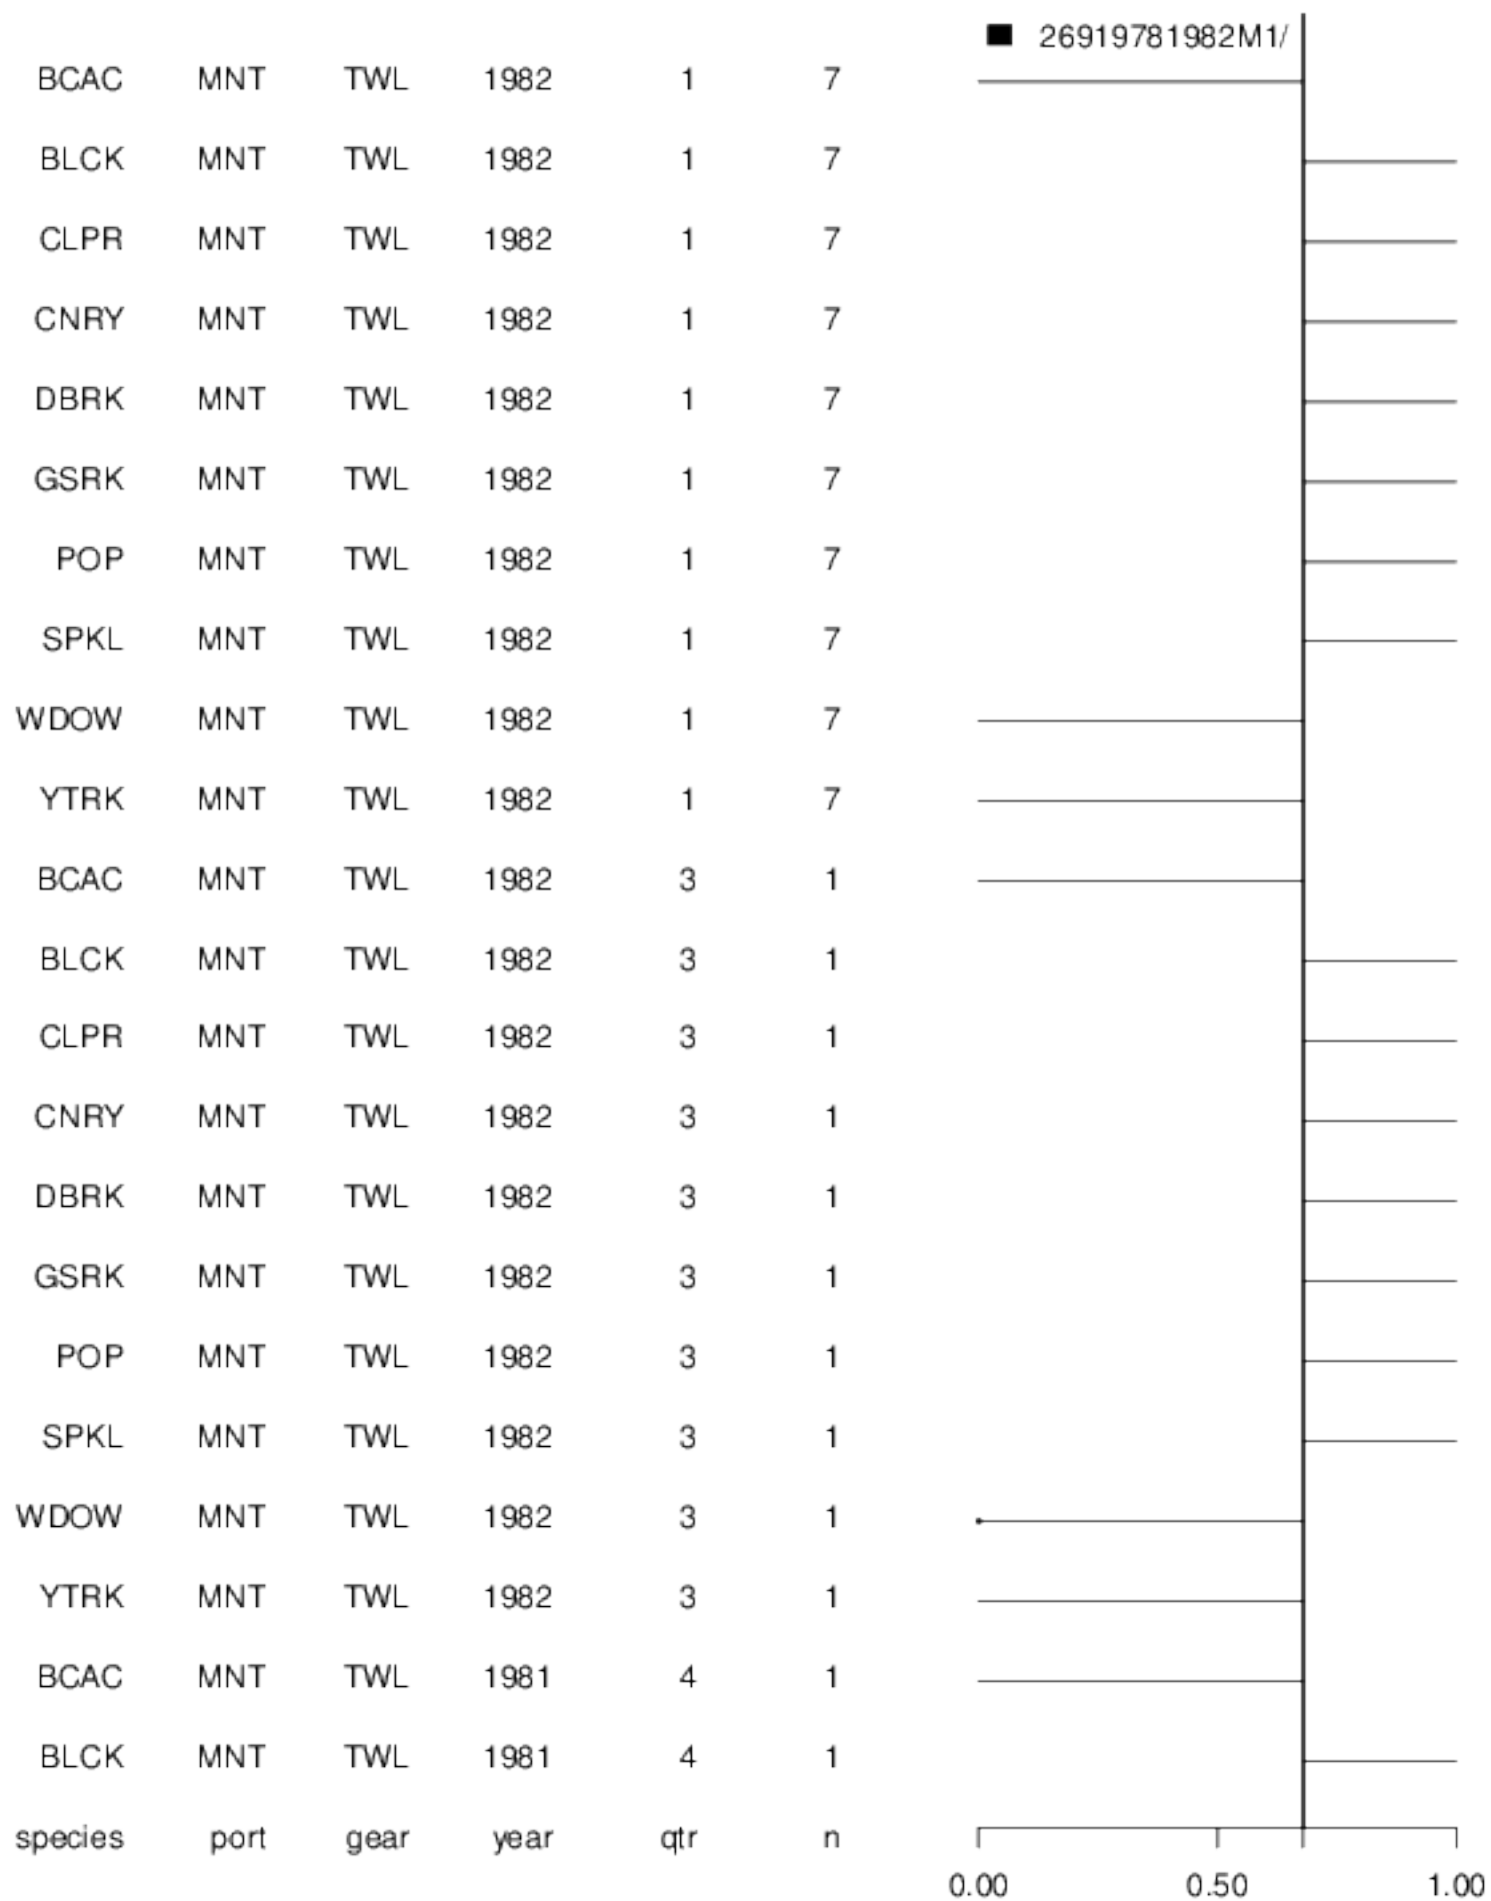 26919781982M1/
BCAC MNT TWL 1982 1 7
BLCK MNT TWL 1982 1 7
CLPR MNT TWL 1982 1 7
CNRY MNT TWL 1982 1 7
DBRK MNT TWL 1982 1 7
GSRK MNT TWL 1982 1 7
POP MNT TWL 1982 1 7
SPKL MNT TWL 1982 1 7
WDOW MNT TWL 1982 1 7
YTRK MNT TWL 1982 1 7
BCAC MNT TWL 1982 3 1
BLCK MNT TWL 1982 3 1
CLPR MNT TWL 1982 3 1
CNRY MNT TWL 1982 3 1
DBRK MNT TWL 1982 3 1
GSRK MNT TWL 1982 3 1
POP MNT TWL 1982 3 1
SPKL MNT TWL 1982 3 1
WDOW MNT TWL 1982 3 1
YTRK MNT TWL 1982 3 1
BCAC MNT TWL 1981 4 1
BLCK MNT TWL 1981 4 1
species port gear year qtr n
0.00 0.50 1.00